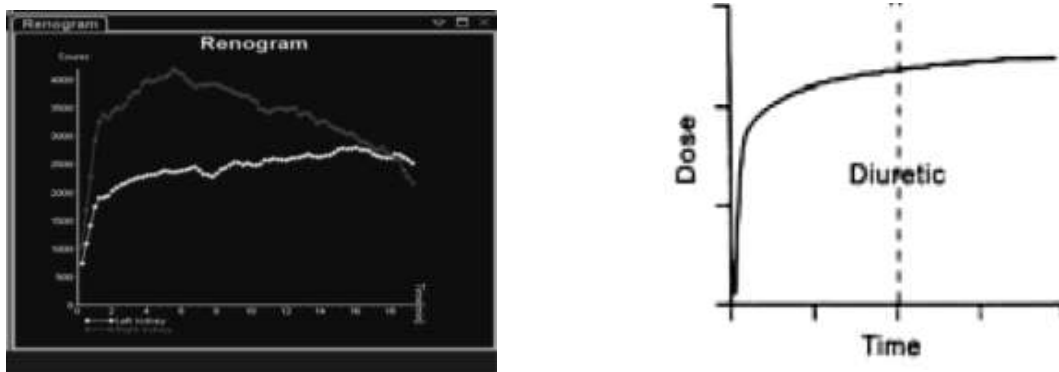 Renogram
Renogram
Counts
4000
3500
3000
2500
2000
1500
1000
500
0
0 2 4 6 8 10 12 14 16 18
Left kidney
Right kidney
Dose
Diuretic
Time